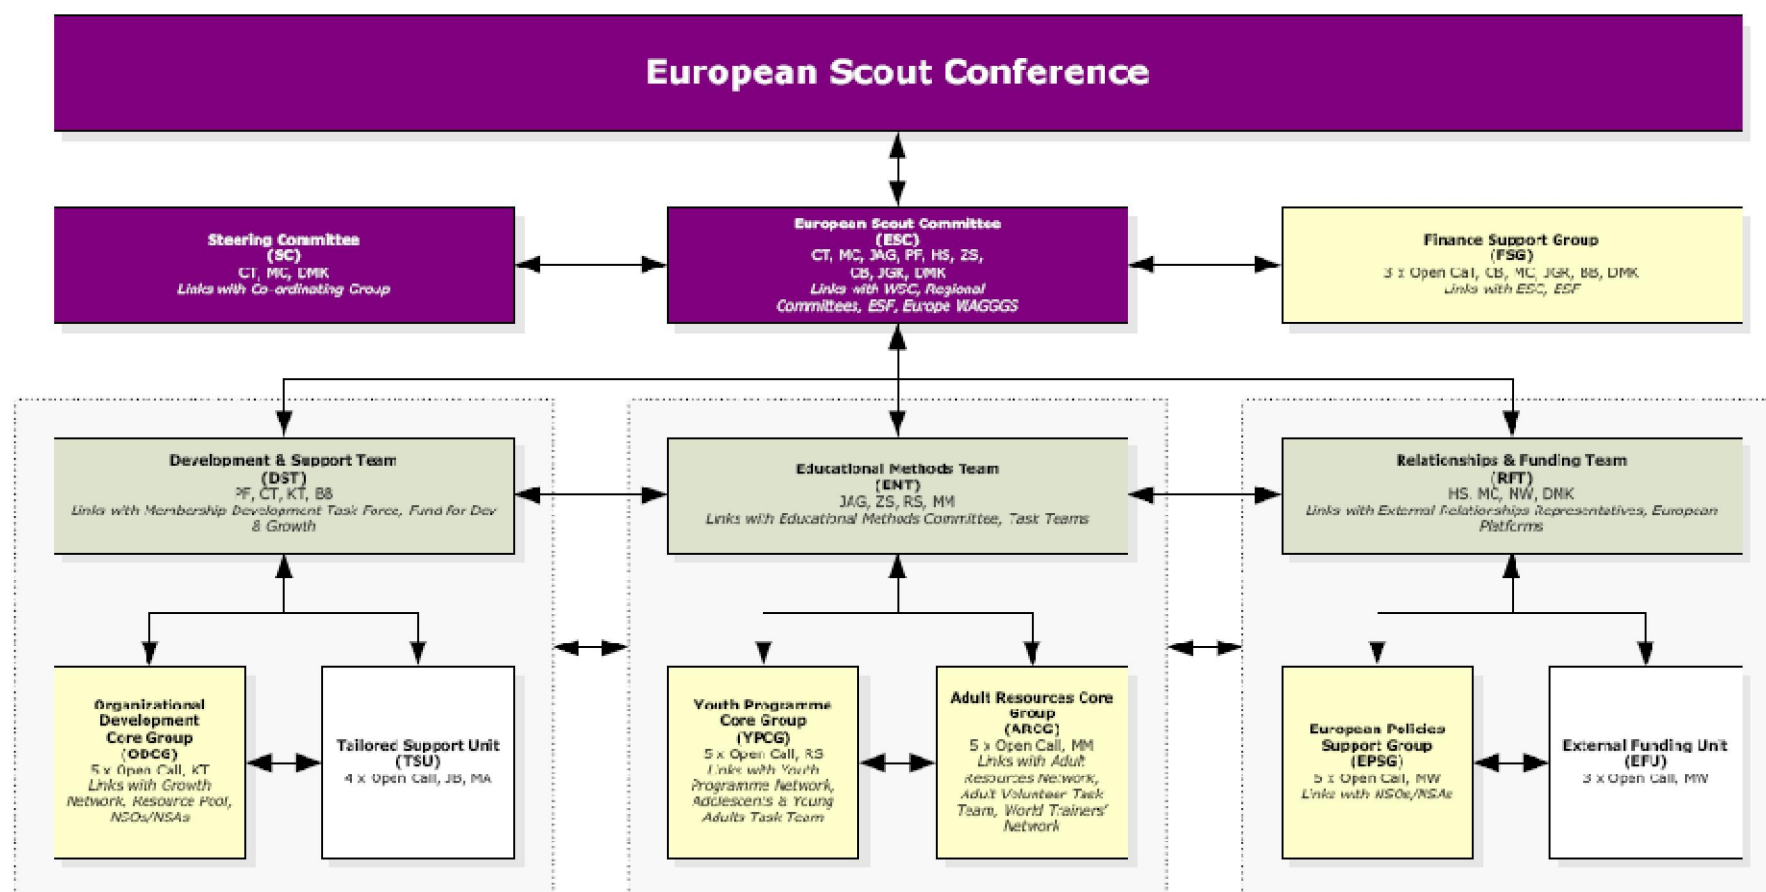 European Scout Conference
Steering Committee
(SC)
CT, MC, DMK
Links with Co-ordinating Group
European Scout Committee
(ESC)
CT, MC, JAG, PF, HS, ZS,
CB, JGR, DMK
Links with WSC, Regional
Committees, ESF, Europe WAGGGS
Finance Support Group
(FSG)
3 x Open Call, CB, MC, JGR, BB, DMK
Links with ESC, ESF
Development & Support Team
(DST)
PF, CT, KT, BB
Links with Membership Development Task Force, Fund for Dev
& Growth
Educational Methods Team
(ENT)
JAG, ZS, RS, MM
Links with Educational Methods Committee, Task Teams
Relationships & Funding Team
(RFT)
HS, MC, NW, DMK
Links with External Relationships Representatives, European
Platforms
Organizational
Development
Core Group
(ODCG)
5 x Open Call, KT
Links with Growth
Network, Resource Pool,
NSOs/NSAs
Tailored Support Unit
(TSU)
4 x Open Call, JB, MA
Youth Programme
Core Group
(YPCG)
5 x Open Call, RS
Links with Youth
Programme Network,
Adolescents & Young
Adults Task Team
Adult Resources Core
Group
(ARCG)
5 x Open Call, MM
Links with Adult
Resources Network,
Adult Volunteer Task
Team, World Trainers'
Network
European Policies
Support Group
(EPSG)
5 x Open Call, MW
Links with NSOs/NSAs
External Funding Unit
(EFU)
3 x Open Call, MW